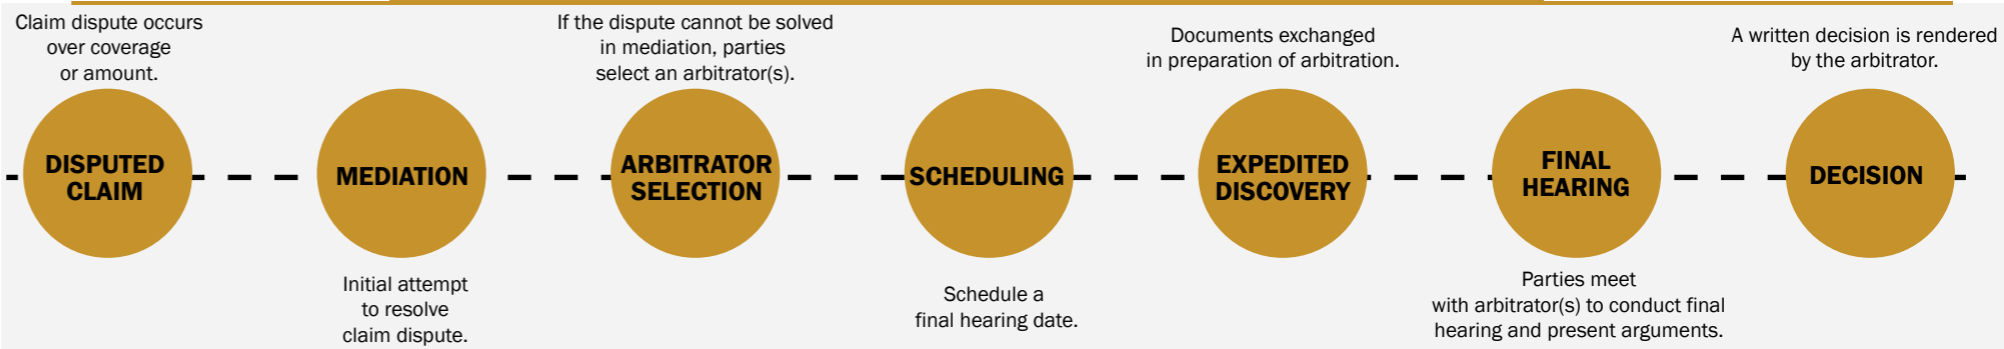 Claim dispute occurs
over coverage
or amount.
DISPUTED
CLAIM
MEDIATION
Initial attempt
to resolve
claim dispute.
If the dispute cannot be solved
in mediation, parties
select an arbitrator(s).
ARBITRATOR
SELECTION
SCHEDULING
Schedule a
final hearing date.
Documents exchanged
in preparation of arbitration.
EXPEDITED
DISCOVERY
FINAL
HEARING
Parties meet
with arbitrator(s) to conduct final
hearing and present arguments.
A written decision is rendered
by the arbitrator.
DECISION